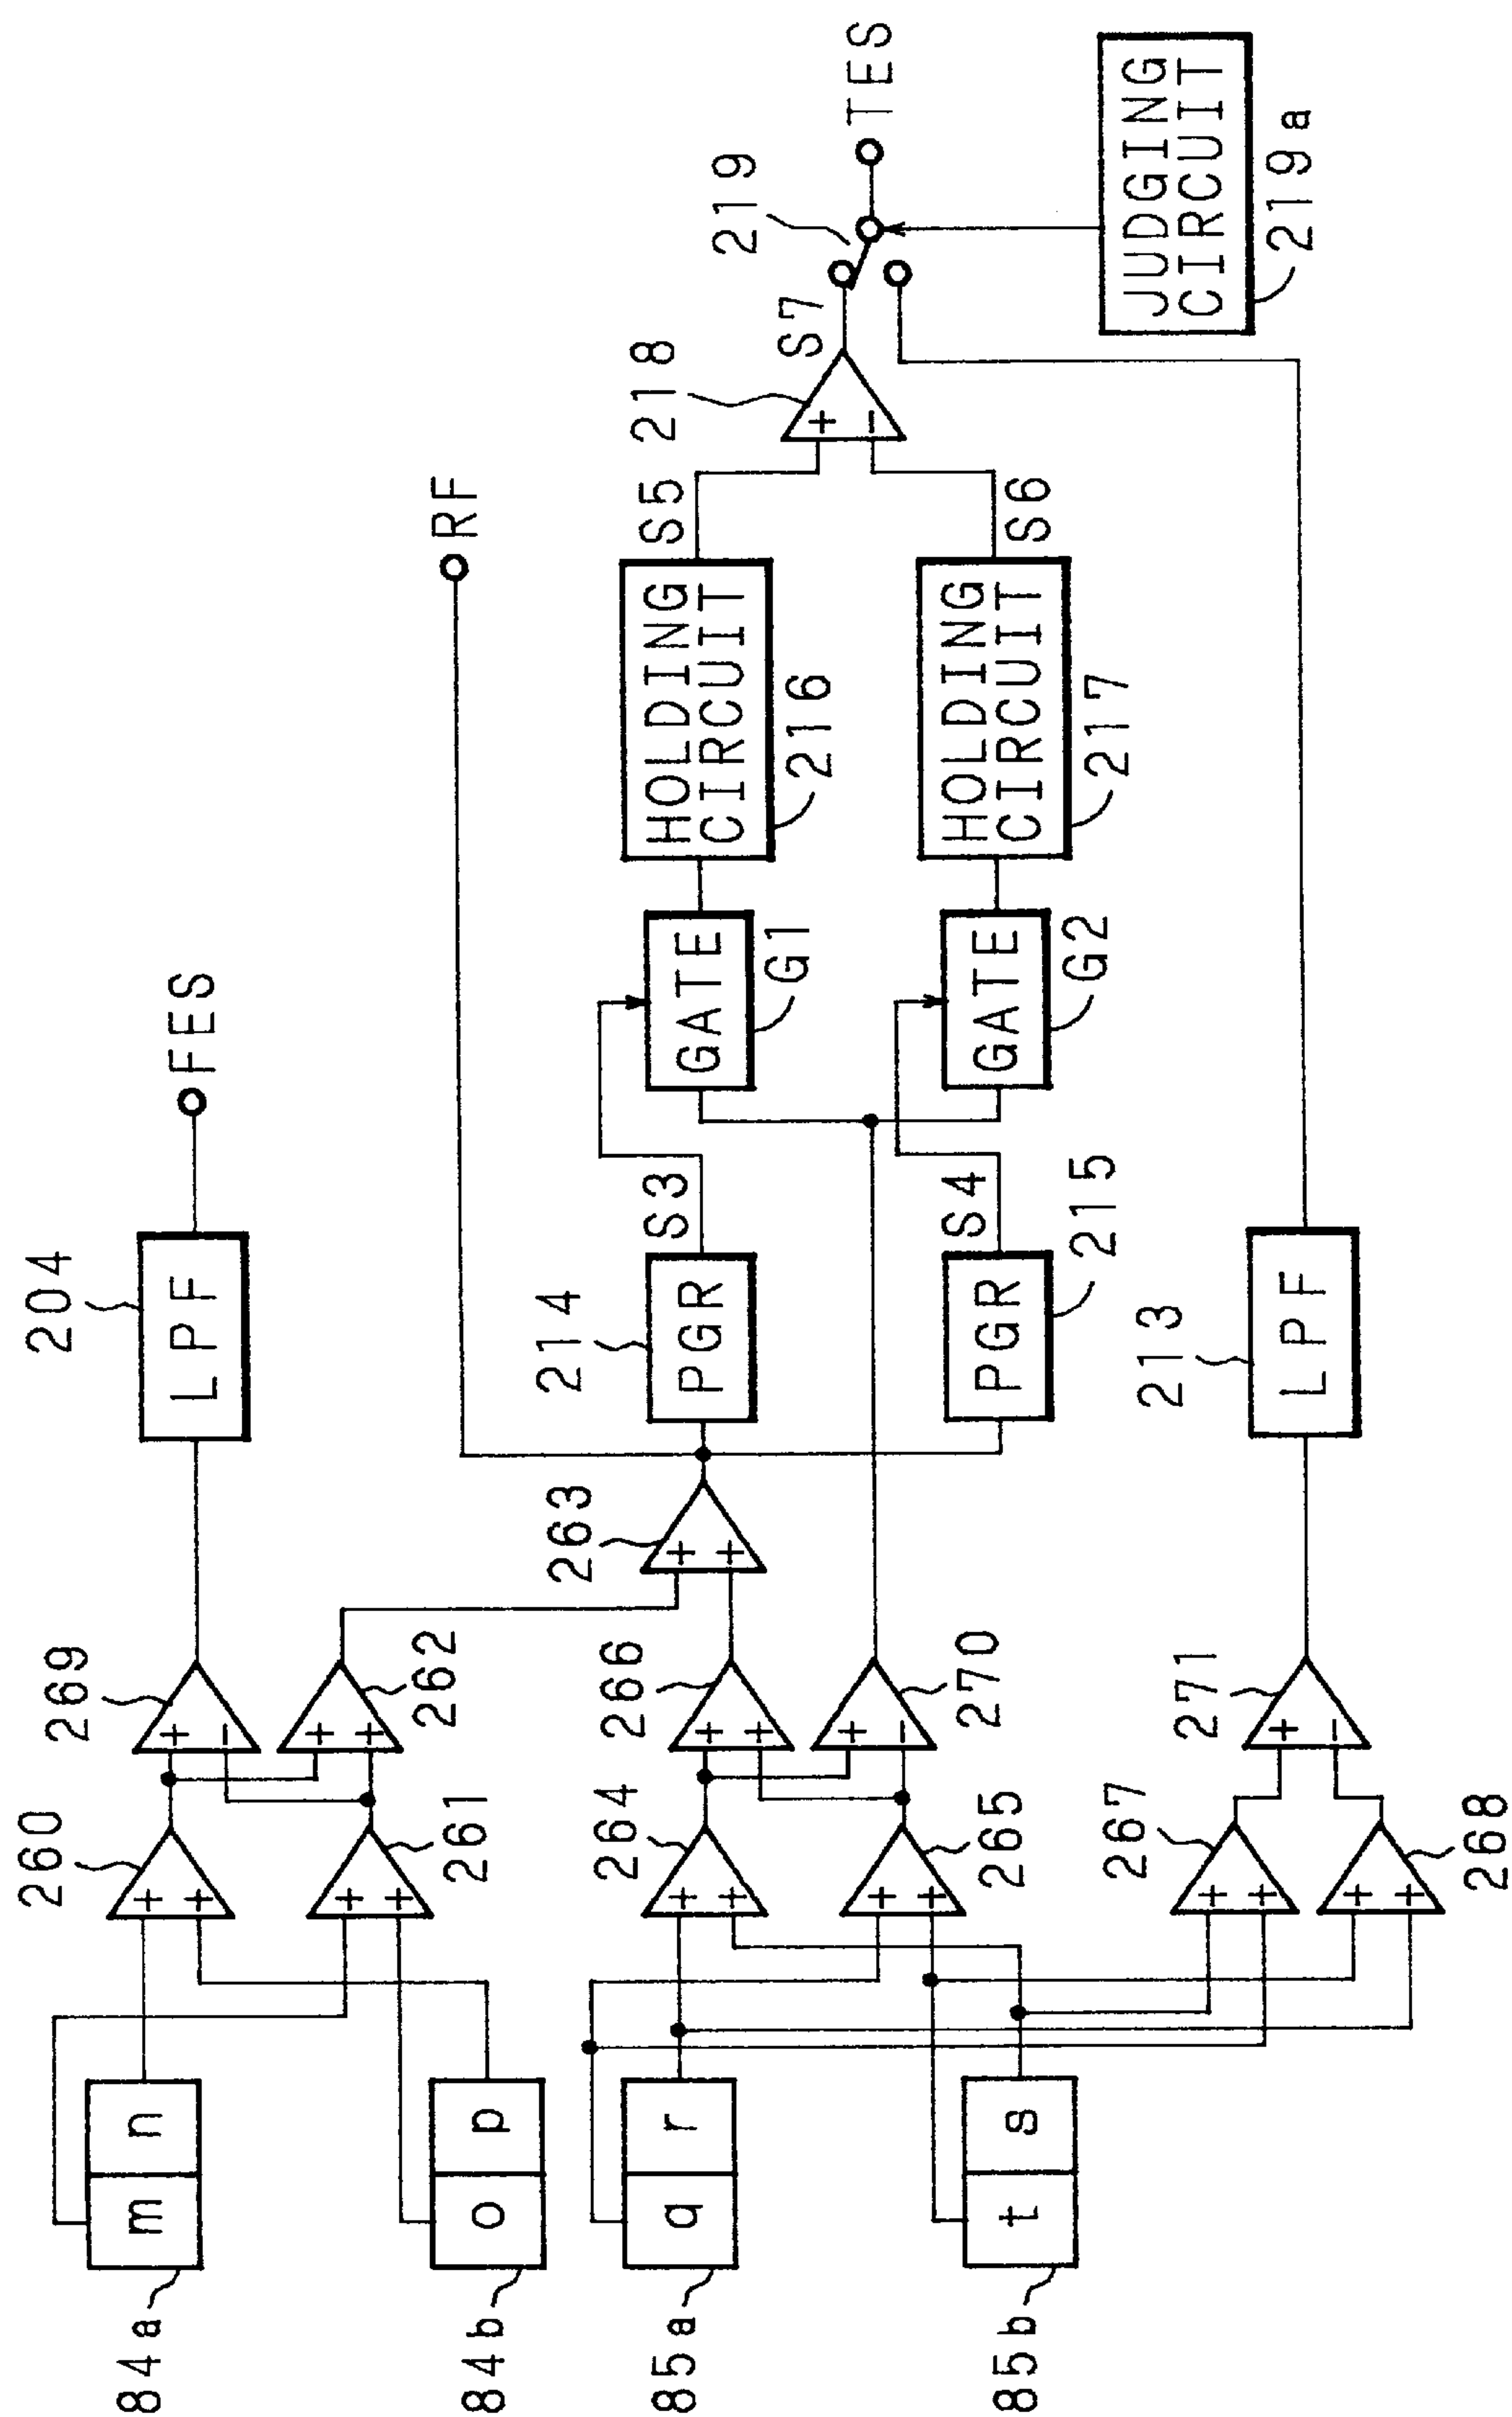 84a
m
n
84b
o
p
85a
q
r
85b
t
s
260
+
+
261
+
+
264
+
+
265
+
+
267
+
+
268
+
+
269
+
−
262
+
+
266
+
+
270
+
−
271
+
−
263
+
+
204
LPF
FES
214
PGR
S3
PGR
S4
215
213
LPF
GATE
G1
GATE
G2
HOLDING
CIRCUIT
216
HOLDING
CIRCUIT
217
RF
S5
S6
218
+
−
S7
219
TES
JUDGING
CIRCUIT
219a